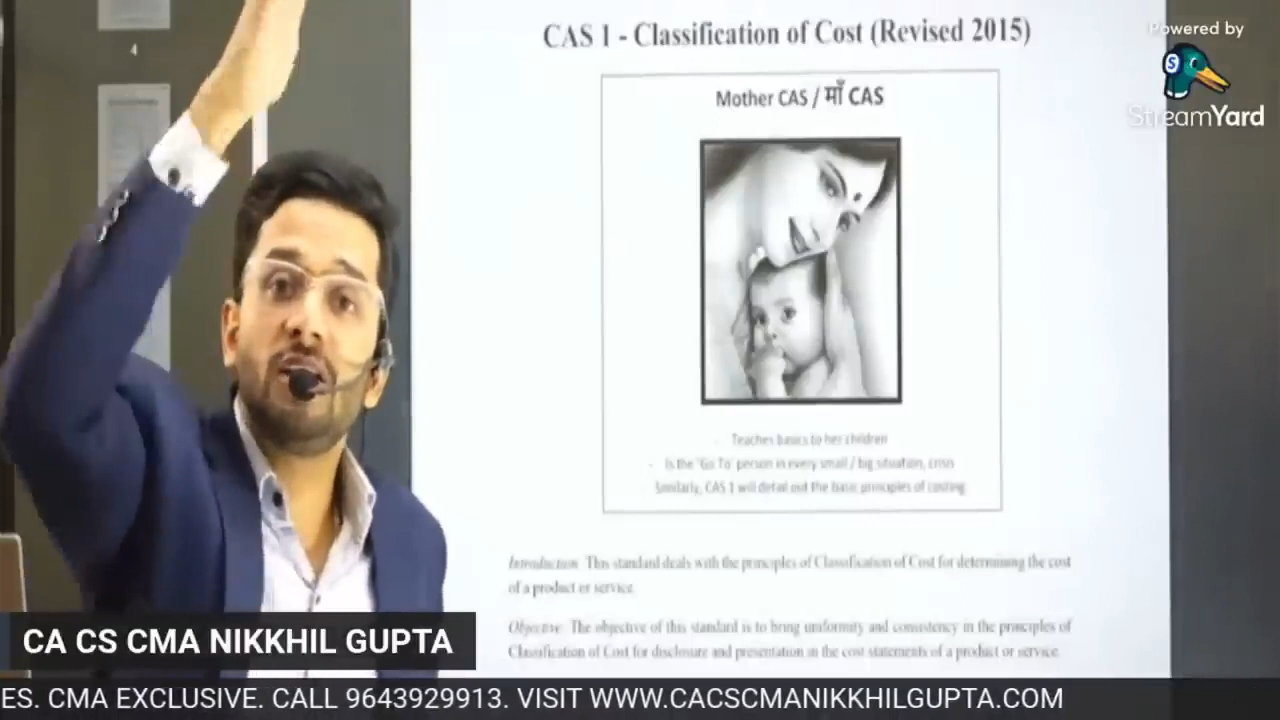 4
CAS 1 - Classification of Cost (Revised 2015)
Powered by
S
StreamYard
Mother CAS / माँ CAS
- Teaches basics to her children
- Is the 'Go To' person in every small / big situation, crisis
- Similarly, CAS 1 will detail out the basic principles of costing
Introduction: This standard deals with the principles of Classification of Cost for determining the cost
of a product or service.
Objective: The objective of this standard is to bring uniformity and consistency in the principles of
Classification of Cost for disclosure and presentation in the cost statements of a product or service.
CA CS CMA NIKKHIL GUPTA
ES. CMA EXCLUSIVE. CALL 9643929913. VISIT WWW.CACSCMANIKKHILGUPTA.COM